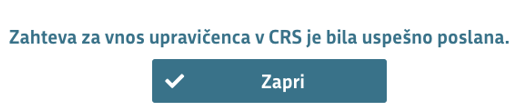 Zahteva za vnos upravičenca v CRS je bila uspešno poslana.
Zapri